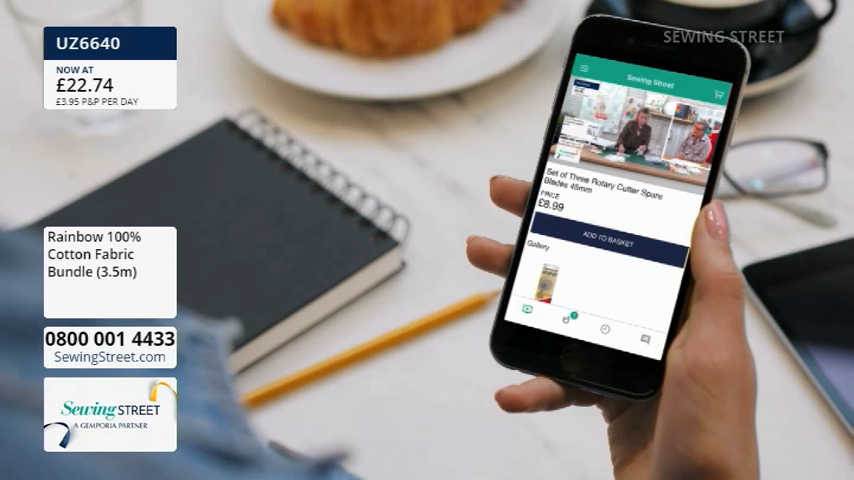 UZ6640
NOW AT
£22.74
£3.95 P&P PER DAY
Rainbow 100%
Cotton Fabric
Bundle (3.5m)
0800 001 4433
SewingStreet.com
Sewing STREET
A GEMPORIA PARTNER
SEWING STREET
Sewing Street
Set of Three Rotary Cutter Spare
Blades 45mm
PRICE
£8.99
ADD TO BASKET
Gallery